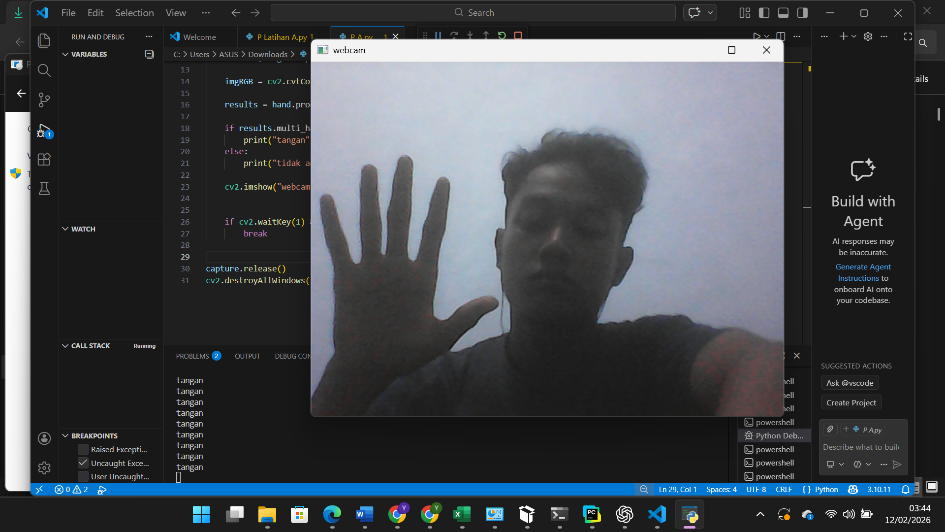 File Edit Selection View ... Search
RUN AND DEBUG ... Welcome P Latihan A.py 1 P A.py 1
C: > Users > ASUS > Downloads >
VARIABLES
webcam
13
14 imgRGB = cv2.cvtCo
15
16 results = hand.pro
17
18 if results.multi_h
19 print("tangan"
20 else:
21 print("tidak a
22
23 cv2.imshow("webcam
26 if cv2.waitKey(1)
27 break
28
29
30 capture.release()
31 cv2.destroyAllWindows(
WATCH
CALL STACK Running
BREAKPOINTS
Raised Excepti...
Uncaught Exce...
User Uncaught...
PROBLEMS 2 OUTPUT DEBUG CON
tangan
tangan
tangan
tangan
tangan
tangan
tangan
tangan
tangan
powershell
Python Deb...
powershell
powershell
powershell
Build with
Agent
AI responses may
be inaccurate.
Generate Agent
Instructions to
onboard AI onto
your codebase.
SUGGESTED ACTIONS
Ask @vscode
Create Project
P A.py
Describe what to build
0 2 Ln 29, Col 1 Spaces: 4 UTF-8 CRLF { } Python 3.10.11
03:44
12/02/2026